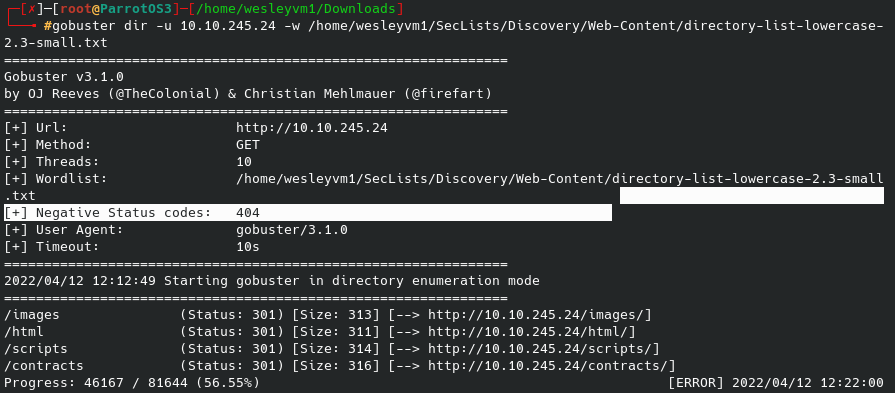 ┌─[✗]─[root@ParrotOS3]─[/home/wesleyvm1/Downloads]
└──╼ #gobuster dir -u 10.10.245.24 -w /home/wesleyvm1/SecLists/Discovery/Web-Content/directory-list-lowercase-
2.3-small.txt
===============================================================
Gobuster v3.1.0
by OJ Reeves (@TheColonial) & Christian Mehlmauer (@firefart)
===============================================================
[+] Url:                     http://10.10.245.24
[+] Method:                  GET
[+] Threads:                 10
[+] Wordlist:                /home/wesleyvm1/SecLists/Discovery/Web-Content/directory-list-lowercase-2.3-small
.txt
[+] Negative Status codes:   404
[+] User Agent:              gobuster/3.1.0
[+] Timeout:                 10s
===============================================================
2022/04/12 12:12:49 Starting gobuster in directory enumeration mode
===============================================================
/images               (Status: 301) [Size: 313] [--> http://10.10.245.24/images/]
/html                 (Status: 301) [Size: 311] [--> http://10.10.245.24/html/]
/scripts              (Status: 301) [Size: 314] [--> http://10.10.245.24/scripts/]
/contracts            (Status: 301) [Size: 316] [--> http://10.10.245.24/contracts/]
Progress: 46167 / 81644 (56.55%)                                                   [ERROR] 2022/04/12 12:22:00